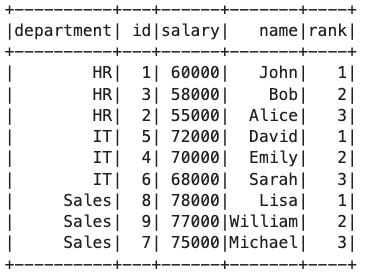 +----------+---+------+-------+----+
|department| id|salary|   name|rank|
+----------+---+------+-------+----+
|        HR|  1| 60000|   John|   1|
|        HR|  3| 58000|    Bob|   2|
|        HR|  2| 55000|  Alice|   3|
|        IT|  5| 72000|  David|   1|
|        IT|  4| 70000|  Emily|   2|
|        IT|  6| 68000|  Sarah|   3|
|     Sales|  8| 78000|   Lisa|   1|
|     Sales|  9| 77000|William|   2|
|     Sales|  7| 75000|Michael|   3|
+----------+---+------+-------+----+